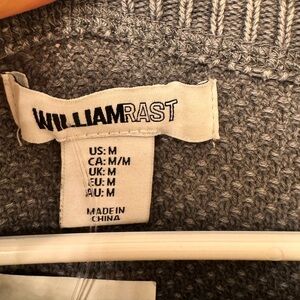 WILLIAMRAST
US: M
CA: M/M
UK: M
EU: M
AU: M
MADE IN
CHINA